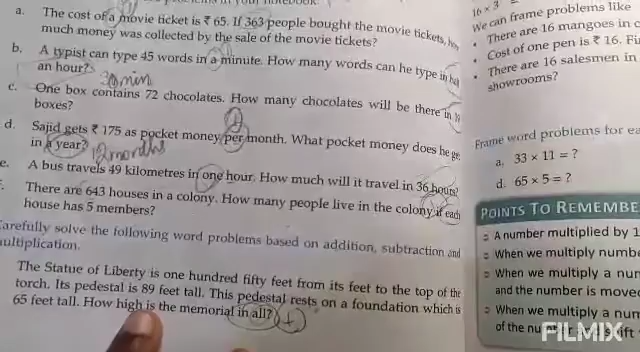 a. The cost of a movie ticket is ₹ 65. If 363 people bought the movie tickets, how
much money was collected by the sale of the movie tickets?
b. A typist can type 45 words in a minute. How many words can he type in half
an hour?
30 min
c. One box contains 72 chocolates. How many chocolates will be there in
boxes?
d. Sajid gets ₹ 175 as pocket money per month. What pocket money does he get
in a year?
12 months
e. A bus travels 49 kilometres in one hour. How much will it travel in 36 hours?
There are 643 houses in a colony. How many people live in the colony if each
house has 5 members?
Carefully solve the following word problems based on addition, subtraction and
multiplication.
The Statue of Liberty is one hundred fifty feet from its feet to the top of the
torch. Its pedestal is 89 feet tall. This pedestal rests on a foundation which is
65 feet tall. How high is the memorial in all? +
16 × 3 =
We can frame problems like
• There are 16 mangoes in
• Cost of one pen is ₹ 16.
• There are 16 salesmen in
showrooms?
Frame word problems for
a. 33 × 11 = ?
d. 65 × 5 = ?
POINTS TO REMEMBE
A number multiplied by 1
When we multiply
When we multiply a
and the number is
When we multiply a
of the
FILMIX